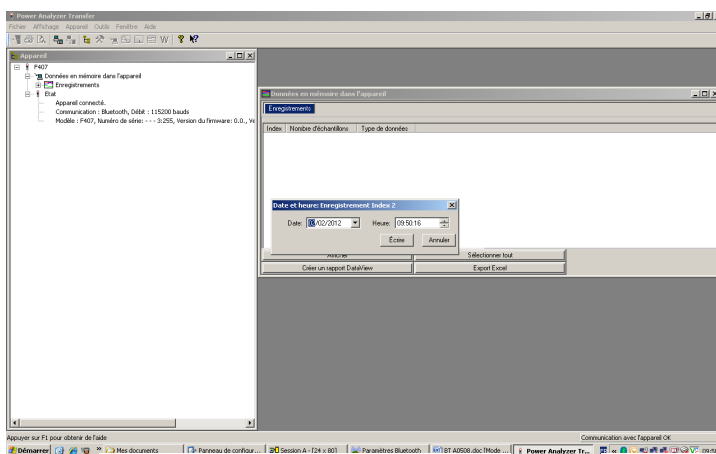 Power Analyzer Transfer
Fichier Affichage Appareil Outils Fenêtre Aide
Appareil
F407
Données en mémoire dans l'appareil
Enregistrements
Etat
Appareil connecté.
Communication : Bluetooth, Débit : 115200 bauds
Modèle : F407, Numéro de série: - - - 3:255, Version du firmware: 0.0., Ve
Données en mémoire dans l'appareil
Enregistrements
Index Nombre d'échantillons Type de données
Date et heure: Enregistrement Index 2
Date: 02/02/2012 Heure: 09:50:16
Écrire Annuler
Afficher Sélectionner tout
Créer un rapport DataView Export Excel
Appuyer sur F1 pour obtenir de l'aide
Communication avec l'appareil OK
Démarrer Mes documents Panneau de configur... Session A - [24 x 80] Paramètres Bluetooth BT A0508.doc [Mode ... Power Analyzer Tr...